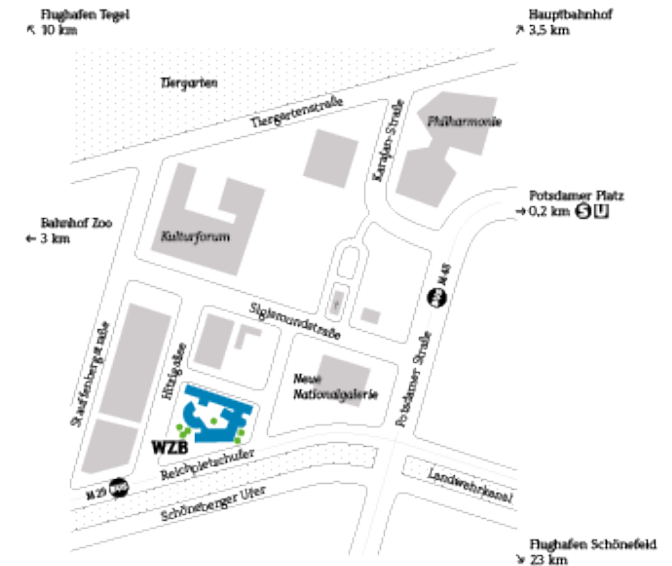 Flughafen Tegel
↖ 10 km
Hauptbahnhof
↗ 3,5 km
Tiergarten
Tiergartenstraße
Karajan-Straße
Philharmonie
Potsdamer Platz
→ 0,2 km S U
Bahnhof Zoo
← 3 km
Kulturforum
M 48
BUS
Sigismundstraße
Stauffenbergstraße
Hitzigallee
Potsdamer Straße
Neue
Nationalgalerie
WZB
Reichpietschufer
M 29 BUS
Schöneberger Ufer
Landwehrkanal
Flughafen Schönefeld
↘ 23 km